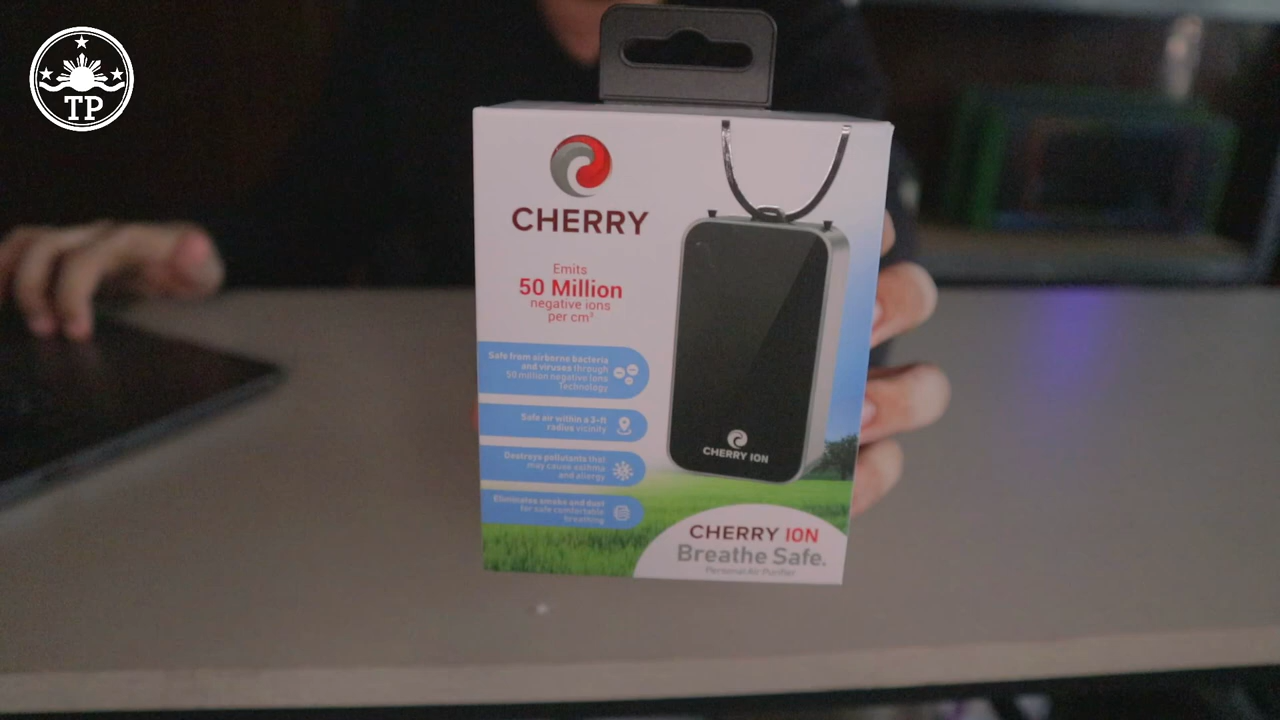 TP
CHERRY
Emits
50 Million
negative ions
per cm³
Safe from airborne bacteria
and viruses through
50 million negative ions
Technology
Safe air within a 3-ft
radius vicinity
Destroys pollutants that
may cause asthma
and allergy
Eliminates smoke and dust
for safe comfortable
breathing
CHERRY ION
CHERRY ION
Breathe Safe.
Personal Air Purifier